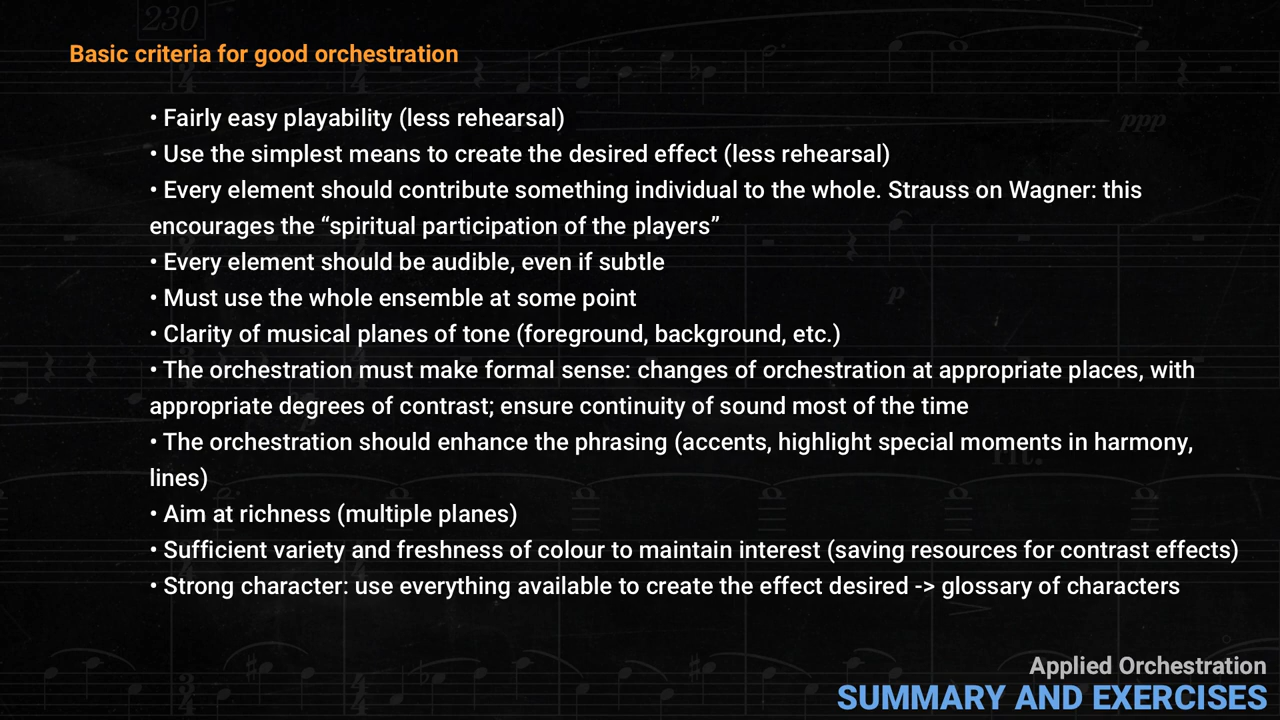 230
Basic criteria for good orchestration
• Fairly easy playability (less rehearsal)
ppp
• Use the simplest means to create the desired effect (less rehearsal)
• Every element should contribute something individual to the whole. Strauss on Wagner: this
encourages the “spiritual participation of the players”
• Every element should be audible, even if subtle
• Must use the whole ensemble at some point
p
• Clarity of musical planes of tone (foreground, background, etc.)
• The orchestration must make formal sense: changes of orchestration at appropriate places, with
appropriate degrees of contrast; ensure continuity of sound most of the time
• The orchestration should enhance the phrasing (accents, highlight special moments in harmony,
lines)
• Aim at richness (multiple planes)
• Sufficient variety and freshness of colour to maintain interest (saving resources for contrast effects)
• Strong character: use everything available to create the effect desired -> glossary of characters
Applied Orchestration
SUMMARY AND EXERCISES